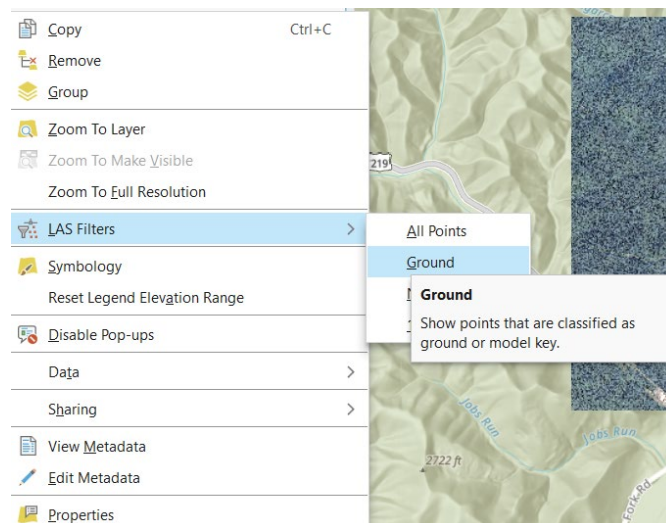 Copy Ctrl+C
Remove
Group
Zoom To Layer
Zoom To Make Visible
Zoom To Full Resolution
LAS Filters
All Points
Ground
Ground
Show points that are classified as
ground or model key.
Symbology
Reset Legend Elevation Range
Disable Pop-ups
Data
Sharing
View Metadata
Edit Metadata
Properties
219
Jobs Run
Jobs Run
2722 ft
Fork Rd